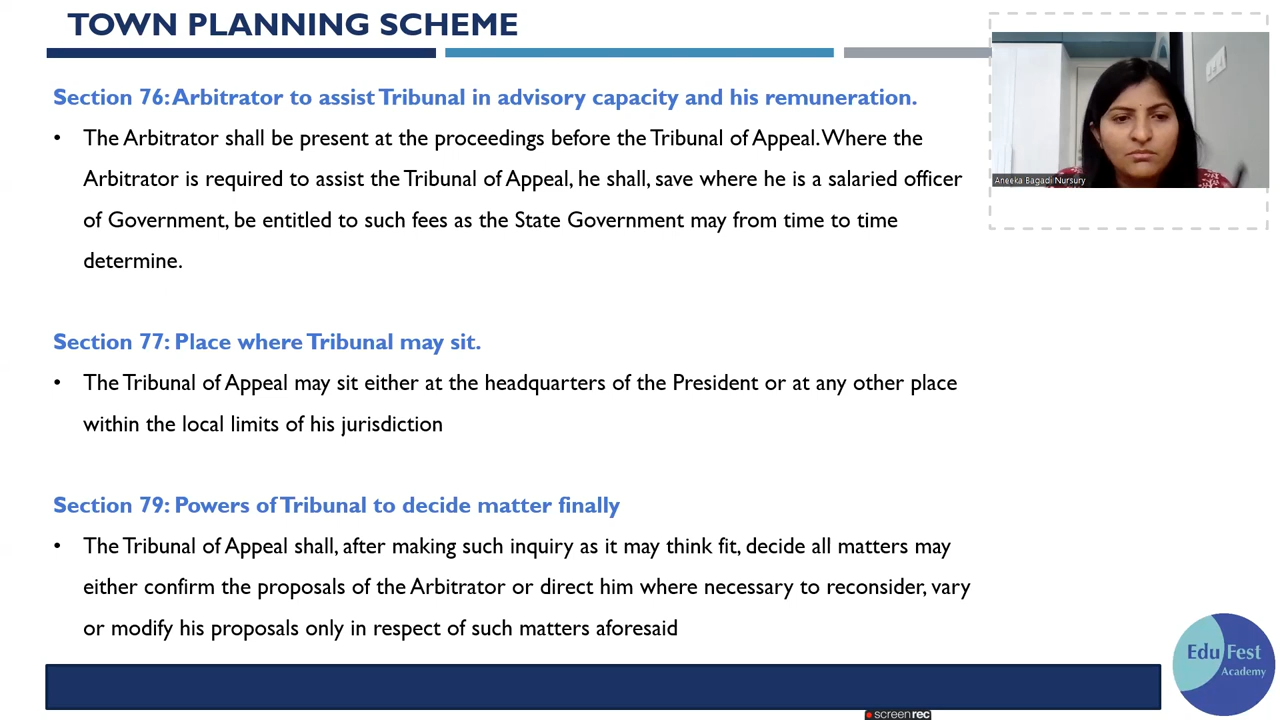 TOWN PLANNING SCHEME
Section 76: Arbitrator to assist Tribunal in advisory capacity and his remuneration.
• The Arbitrator shall be present at the proceedings before the Tribunal of Appeal. Where the
Arbitrator is required to assist the Tribunal of Appeal, he shall, save where he is a salaried officer
of Government, be entitled to such fees as the State Government may from time to time
determine.
Section 77: Place where Tribunal may sit.
• The Tribunal of Appeal may sit either at the headquarters of the President or at any other place
within the local limits of his jurisdiction
Section 79: Powers of Tribunal to decide matter finally
• The Tribunal of Appeal shall, after making such inquiry as it may think fit, decide all matters may
either confirm the proposals of the Arbitrator or direct him where necessary to reconsider, vary
or modify his proposals only in respect of such matters aforesaid
Aneeka Bagadi Nursury
Edu Fest
Academy
screenrec